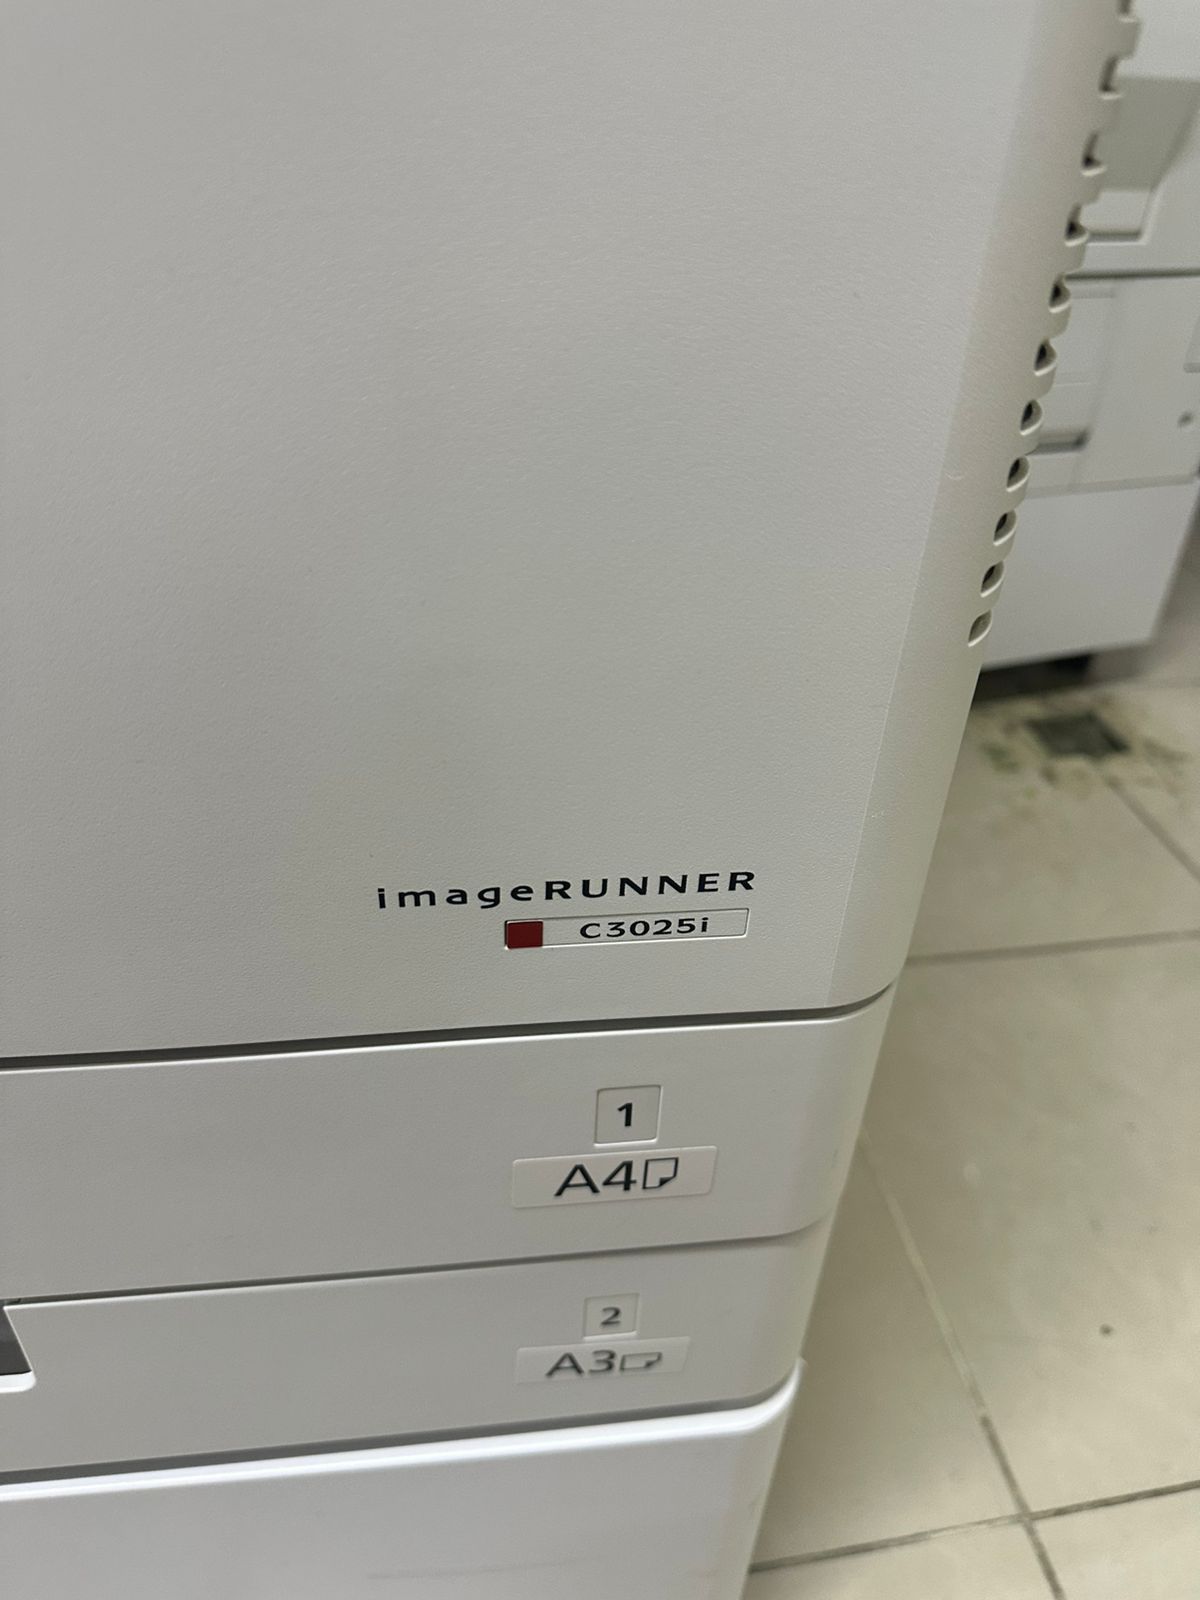 imageRUNNER
C3025i
1
A4
2
A3